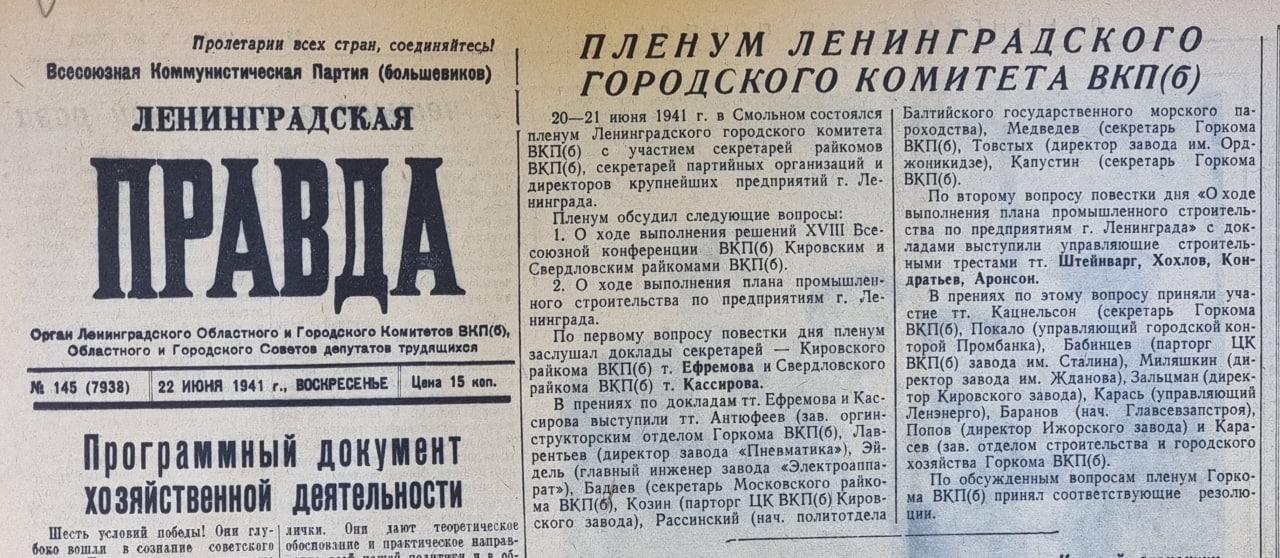 Пролетарии всех стран, соединяйтесь!
Всесоюзная Коммунистическая Партия (большевиков)
ЛЕНИНГРАДСКАЯ
ПРАВДА
Орган Ленинградского Областного и Городского Комитетов ВКП(б),
Областного и Городского Советов депутатов трудящихся
№ 145 (7938)
22 ИЮНЯ 1941 г., ВОСКРЕСЕНЬЕ
Цена 15 коп.
Программный документ
хозяйственной деятельности
Шесть условий победы! Они глу-
боко вошли в сознание советского
лички. Они дают теоретическое
обоснование и практическое направ-
ПЛЕНУМ ЛЕНИНГРАДСКОГО
ГОРОДСКОГО КОМИТЕТА ВКП(б)
20—21 июня 1941 г. в Смольном состоялся
пленум Ленинградского городского комитета
ВКП(б) с участием секретарей райкомов
ВКП(б), секретарей партийных организаций и
директоров крупнейших предприятий г. Ле-
нинграда.
Пленум обсудил следующие вопросы:
1. О ходе выполнения решений XVIII Все-
союзной конференции ВКП(б) Кировским и
Свердловским райкомами ВКП(б).
2. О ходе выполнения плана промышлен-
ного строительства по предприятиям г. Ле-
нинграда.
По первому вопросу повестки дня пленум
заслушал доклады секретарей — Кировского
райкома ВКП(б) т. Ефремова и Свердловского
райкома ВКП(б) т. Кассирова.
В прениях по докладам тт. Ефремова и Кас-
сирова выступили тт. Антюфеев (зав. оргин-
структорским отделом Горкома ВКП(б), Лав-
рентьев (директор завода «Пневматика»), Эй-
дель (главный инженер завода «Электроаппа-
рат»), Бадаев (секретарь Московского райко-
ма ВКП(б), Козин (парторг ЦК ВКП(б) Киров-
ского завода), Рассинский (нач. политотдела
Балтийского государственного морского па-
роходства), Медведев (секретарь Горкома
ВКП(б), Товстых (директор завода им. Орд-
жоникидзе), Капустин (секретарь Горкома
ВКП(б).
По второму вопросу повестки дня «О ходе
выполнения плана промышленного строитель-
ства по предприятиям г. Ленинграда» с док-
ладами выступили управляющие строитель-
ными трестами тт. Штейнварг, Хохлов, Кон-
дратьев, Аронсон.
В прениях по этому вопросу приняли уча-
стие тт. Кацнельсон (секретарь Горкома
ВКП(б), Покало (управляющий городской кон-
торой Промбанка), Бабинцев (парторг ЦК
ВКП(б) завода им. Сталина), Миляшкин (ди-
ректор завода им. Жданова), Зальцман (дирек-
тор Кировского завода), Карась (управляющий
Ленэнерго), Баранов (нач. Главсевзапстроя),
Попов (директор Ижорского завода) и Кара-
сев (зав. отделом строительства и городского
хозяйства Горкома ВКП(б).
По обсужденным вопросам пленум Горко-
ма ВКП(б) принял соответствующие резолю-
ции.